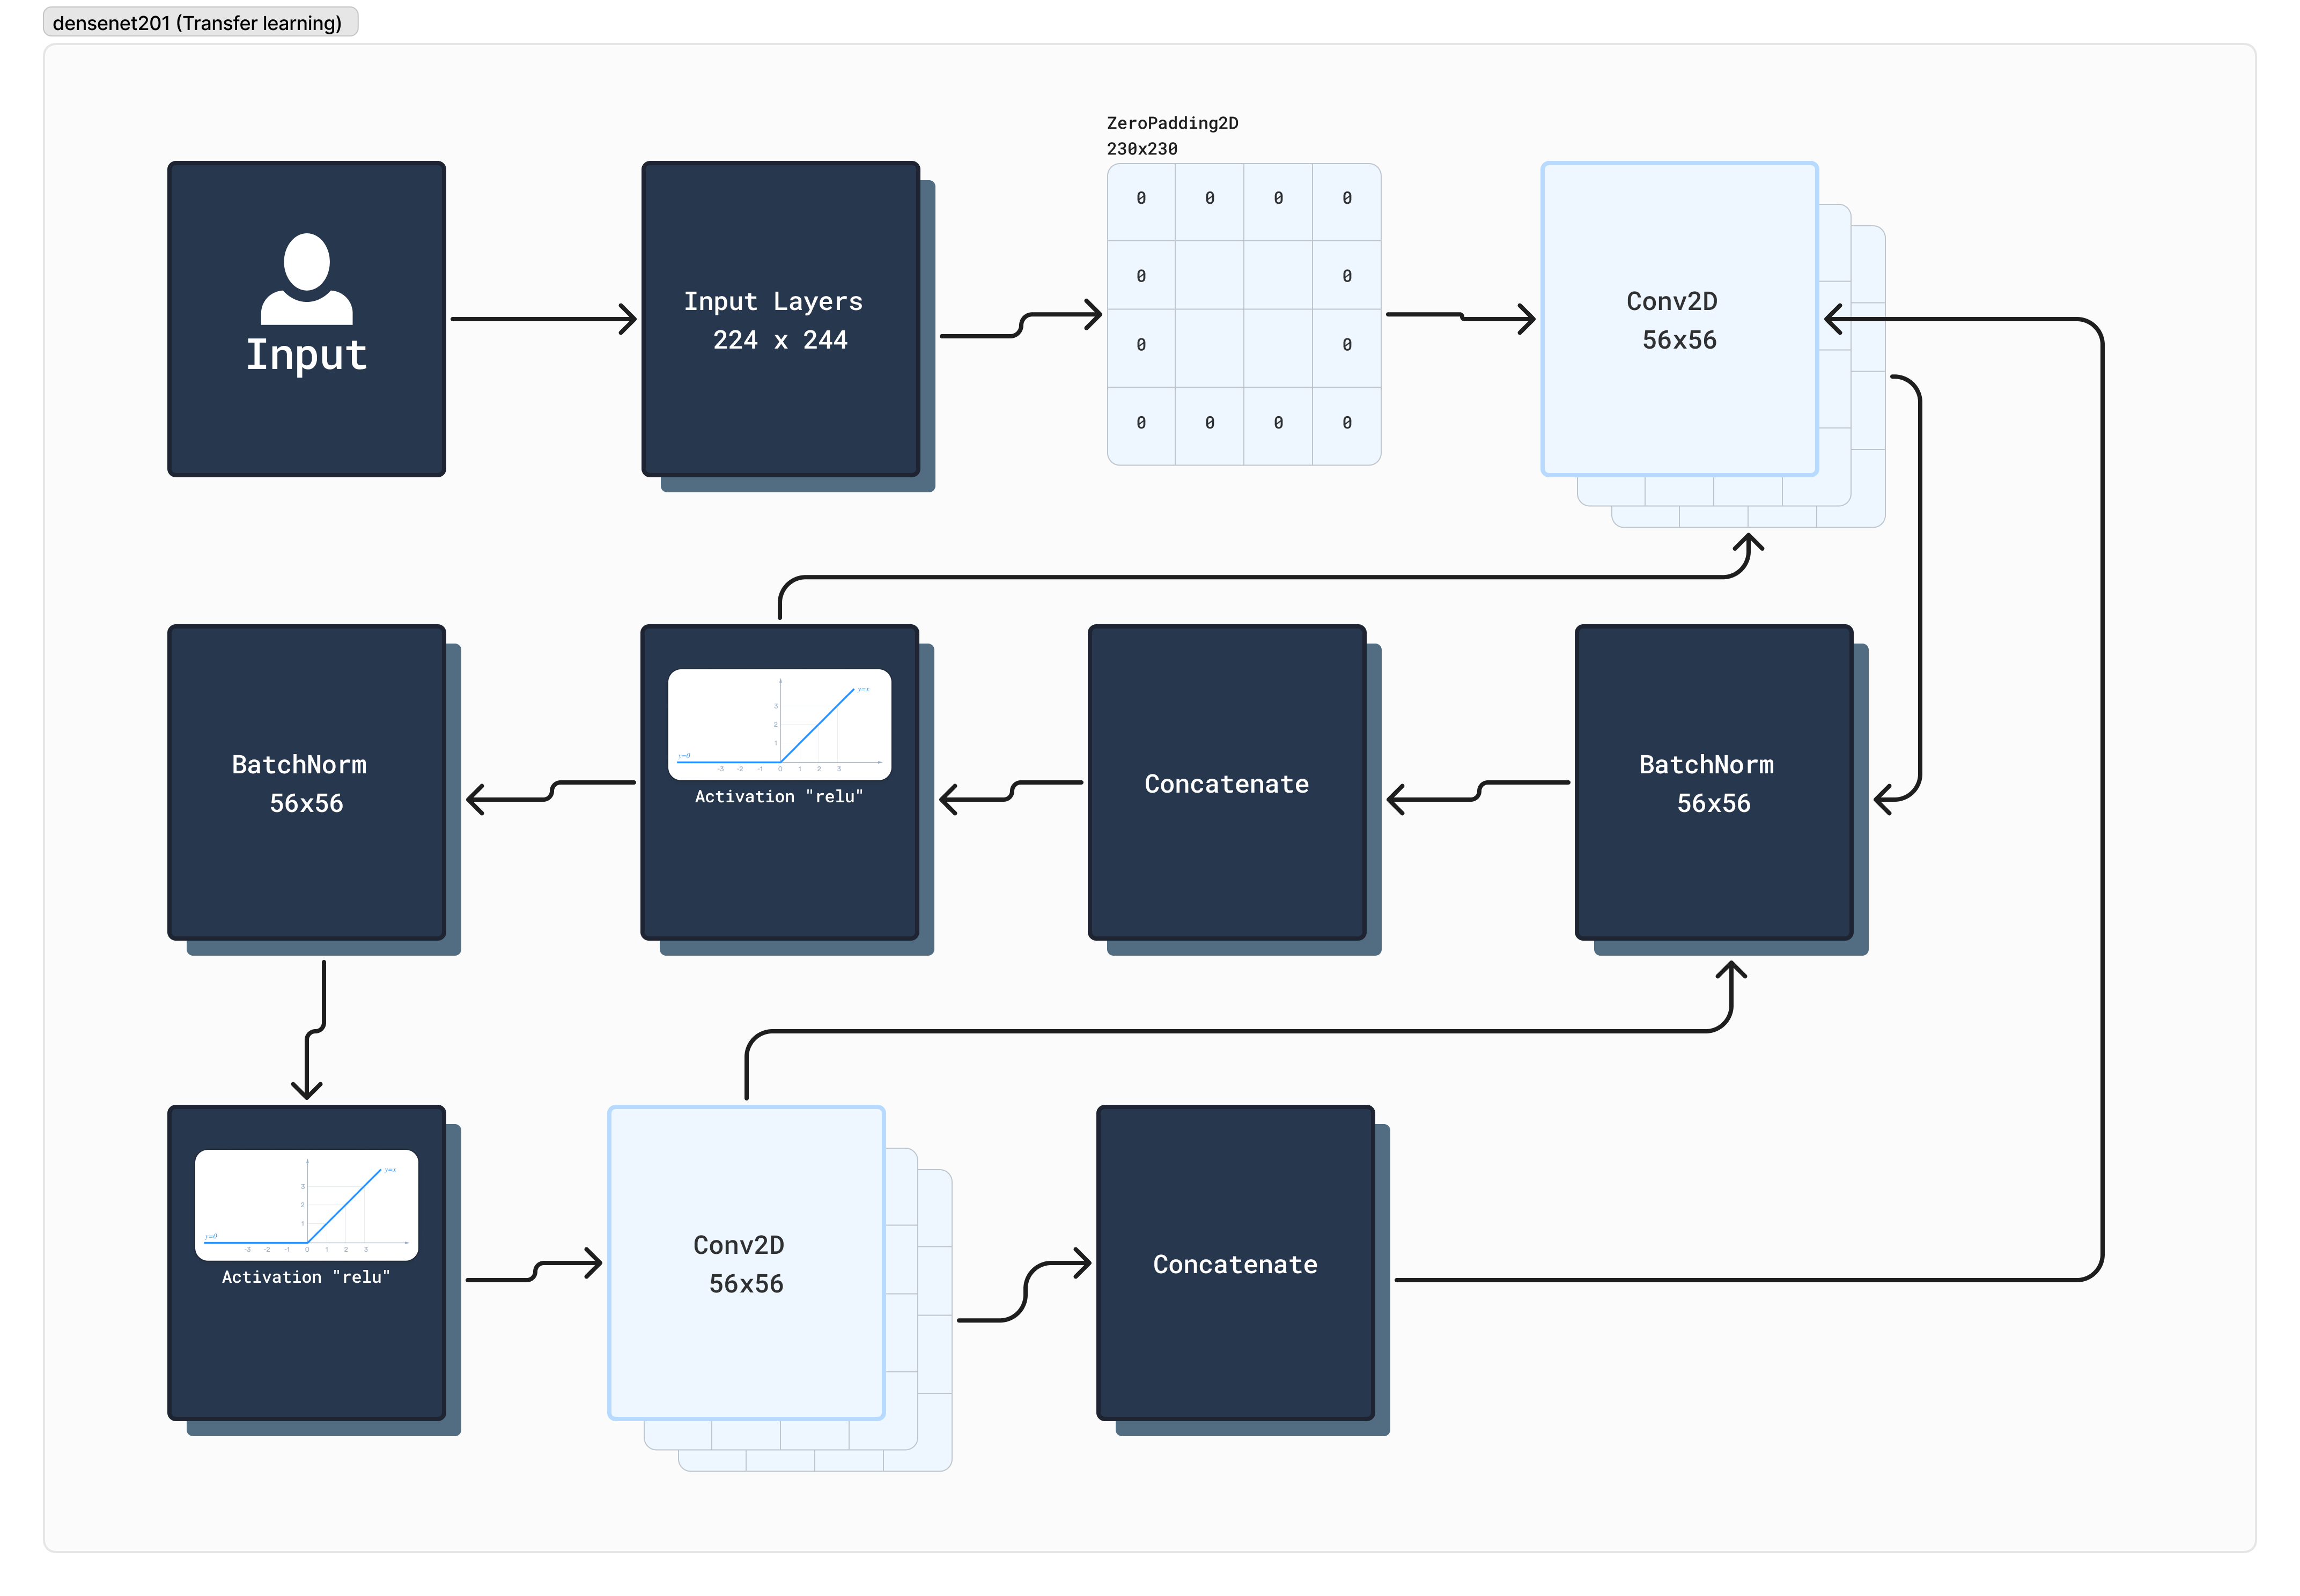 densenet201 (Transfer learning)
Input
Input Layers
224 x 244
ZeroPadding2D
230x230
0 0 0 0
0 0
0 0
0 0 0 0
Conv2D
56x56
BatchNorm
56x56
y=x
3
2
1
y=0
-3 -2 -1 0 1 2 3
Activation "relu"
Concatenate
BatchNorm
56x56
y=x
3
2
1
y=0
-3 -2 -1 0 1 2 3
Activation "relu"
Conv2D
56x56
Concatenate